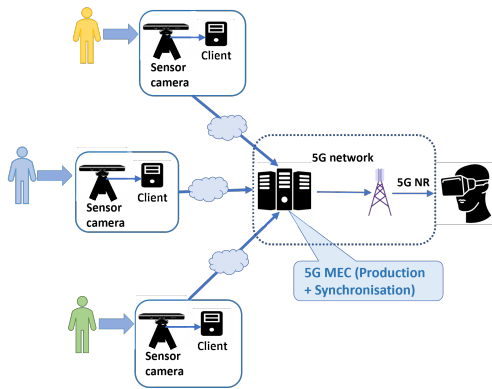 Sensor
camera
Client
5G network
Sensor
camera
Client
5G NR
5G MEC (Production
+ Synchronisation)
Sensor
camera
Client